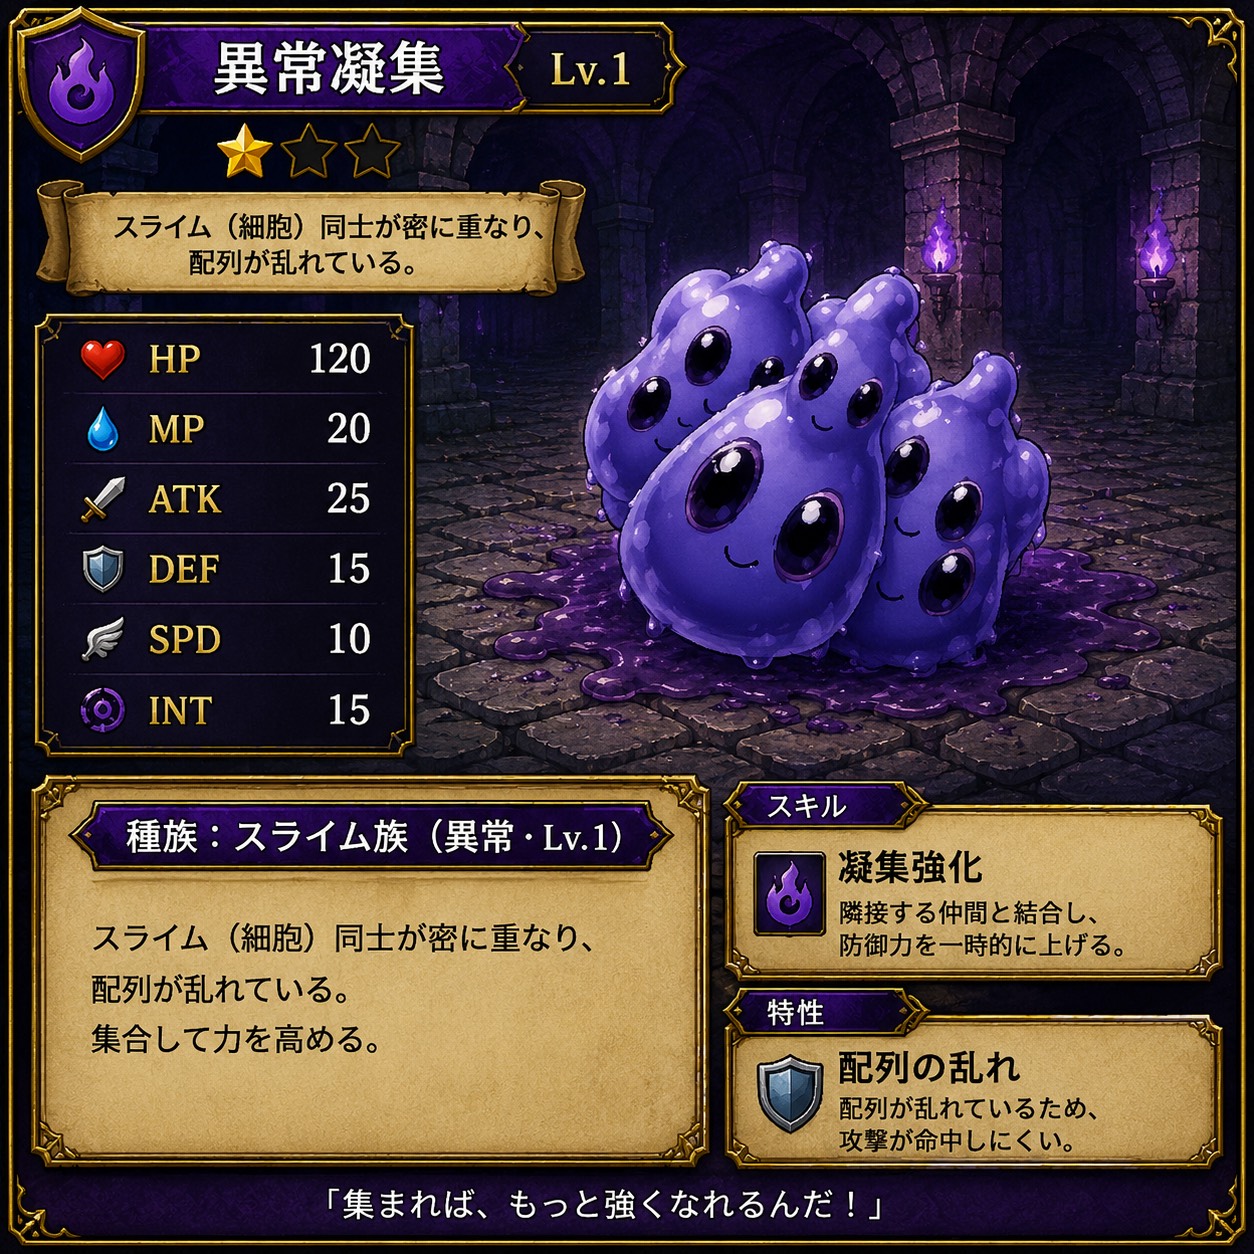 異常凝集
Lv.1
スライム（細胞）同士が密に重なり、
配列が乱れている。
HP 120
MP 20
ATK 25
DEF 15
SPD 10
INT 15
種族：スライム族（異常・Lv.1）
スライム（細胞）同士が密に重なり、
配列が乱れている。
集合して力を高める。
スキル
凝集強化
隣接する仲間と結合し、
防御力を一時的に上げる。
特性
配列の乱れ
配列が乱れているため、
攻撃が命中しにくい。
「集まれば、もっと強くなれるんだ！」